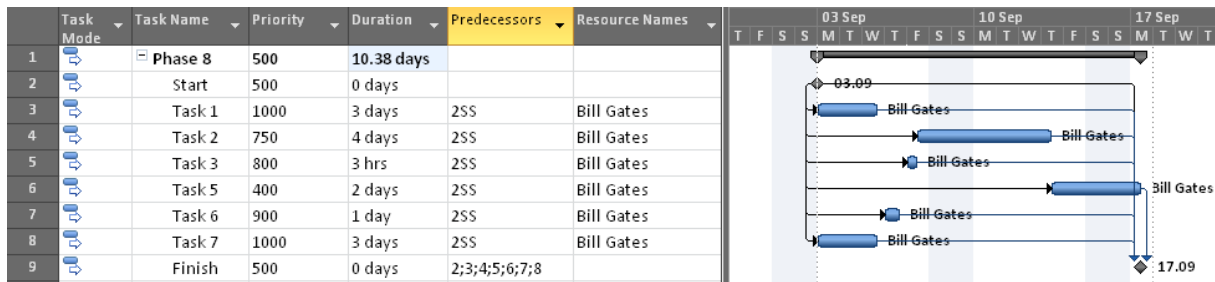 Task Mode Task Name Priority Duration Predecessors Resource Names 03 Sep 10 Sep 17 Sep
T F S S M T W T F S S M T W T F S S M T W T
1 Phase 8 500 10.38 days
2 Start 500 0 days 03.09
3 Task 1 1000 3 days 2SS Bill Gates Bill Gates
4 Task 2 750 4 days 2SS Bill Gates Bill Gates
5 Task 3 800 3 hrs 2SS Bill Gates Bill Gates
6 Task 5 400 2 days 2SS Bill Gates Bill Gates
7 Task 6 900 1 day 2SS Bill Gates Bill Gates
8 Task 7 1000 3 days 2SS Bill Gates Bill Gates
9 Finish 500 0 days 2;3;4;5;6;7;8 17.09